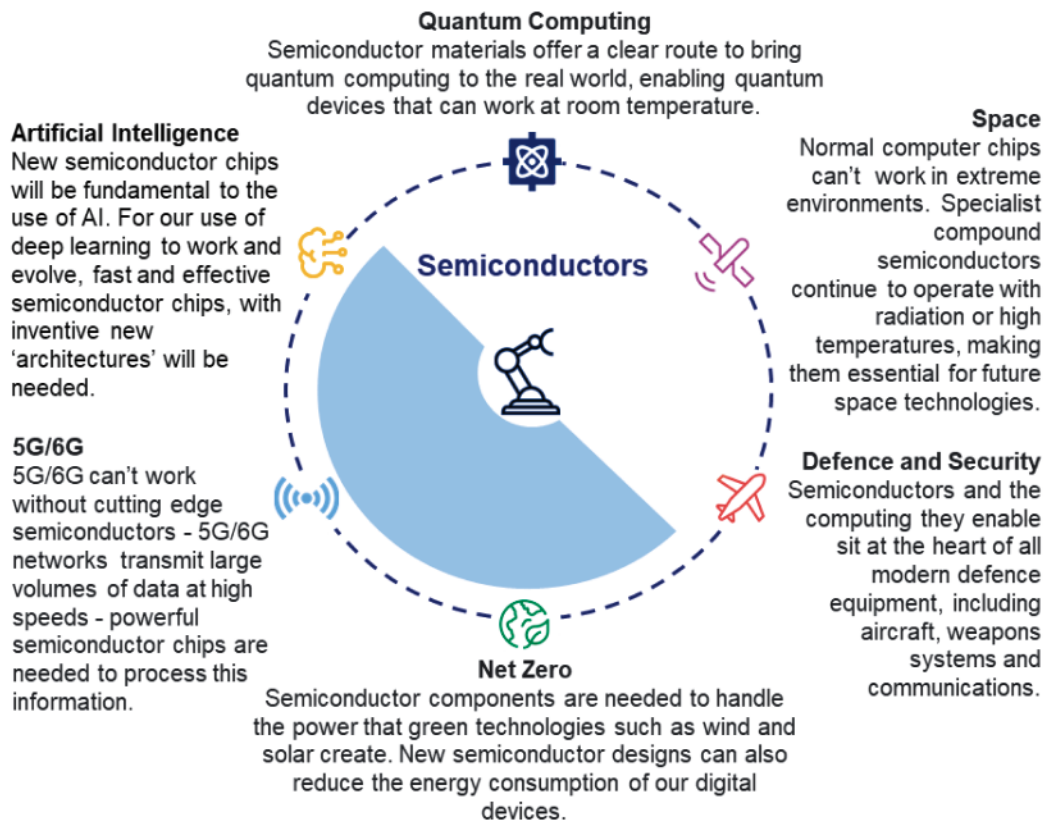 Quantum Computing
Semiconductor materials offer a clear route to bring
quantum computing to the real world, enabling quantum
devices that can work at room temperature.
Artificial Intelligence
New semiconductor chips
will be fundamental to the
use of AI. For our use of
deep learning to work and
evolve, fast and effective
semiconductor chips, with
inventive new
‘architectures’ will be
needed.
Space
Normal computer chips
can’t work in extreme
environments. Specialist
compound
semiconductors
continue to operate with
radiation or high
temperatures, making
them essential for future
space technologies.
Semiconductors
5G/6G
5G/6G can’t work
without cutting edge
semiconductors - 5G/6G
networks transmit large
volumes of data at high
speeds - powerful
semiconductor chips are
needed to process this
information.
Defence and Security
Semiconductors and the
computing they enable
sit at the heart of all
modern defence
equipment, including
aircraft, weapons
systems and
communications.
Net Zero
Semiconductor components are needed to handle
the power that green technologies such as wind and
solar create. New semiconductor designs can also
reduce the energy consumption of our digital
devices.